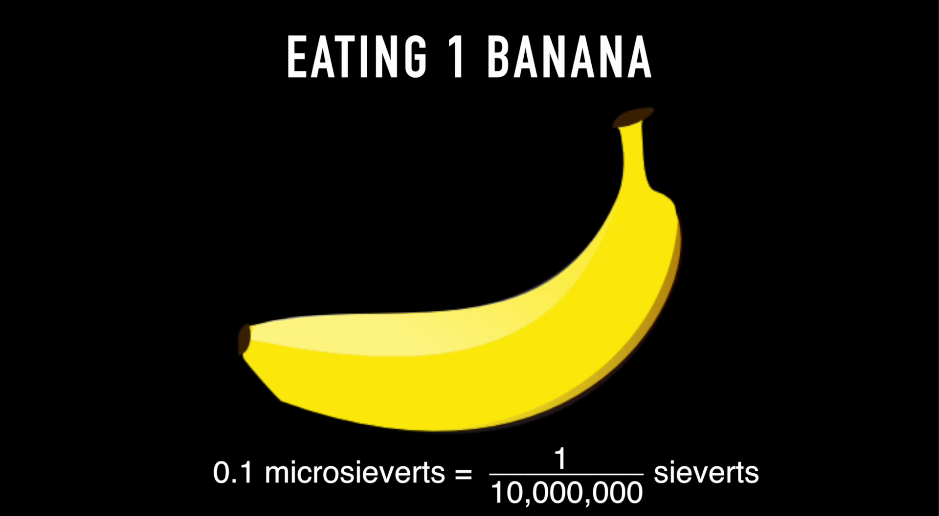 EATING 1 BANANA
0.1 microsieverts = 1/10,000,000 sieverts